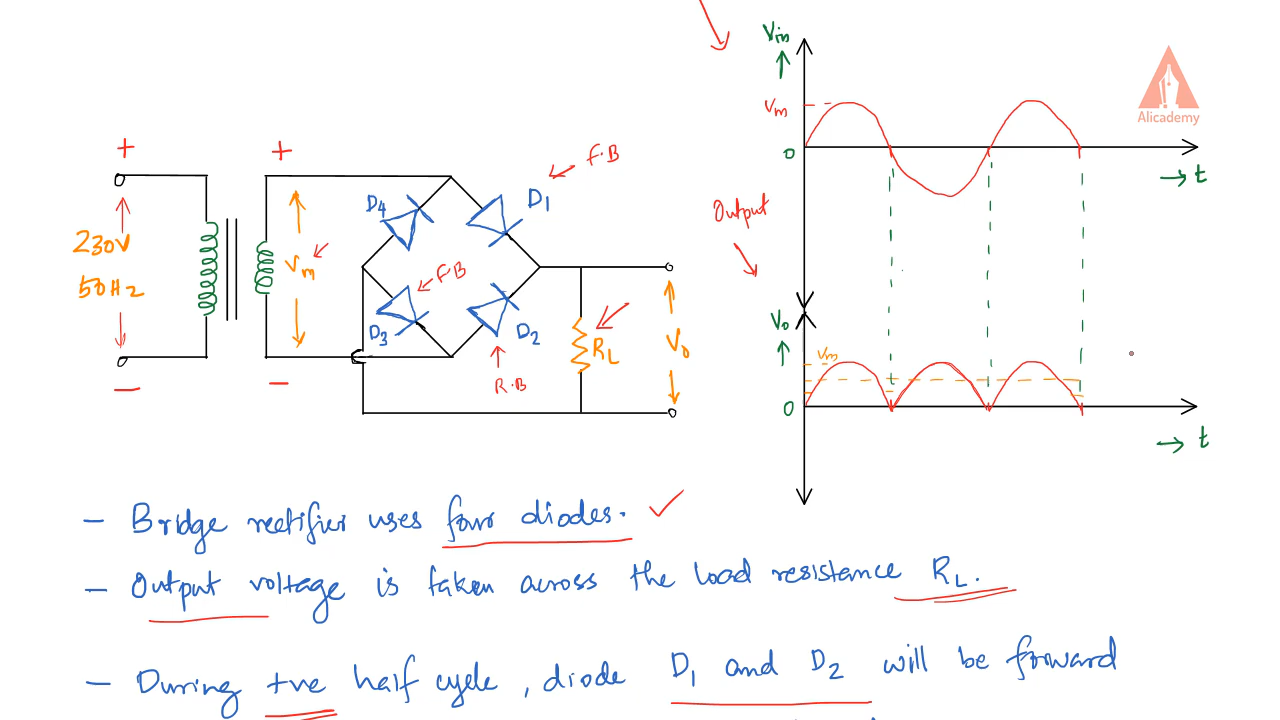 Vin
Vm
0
t
Alicademy
+
+
F.B
D4
D1
Output
230V
50Hz
Vm
F.B
D3
D2
R.B
RL
Vo
Vo
Vm
0
t
-
-
- Bridge rectifier uses four diodes.
- Output voltage is taken across the load resistance RL.
- During +ve half cycle, diode D1 and D2 will be forward